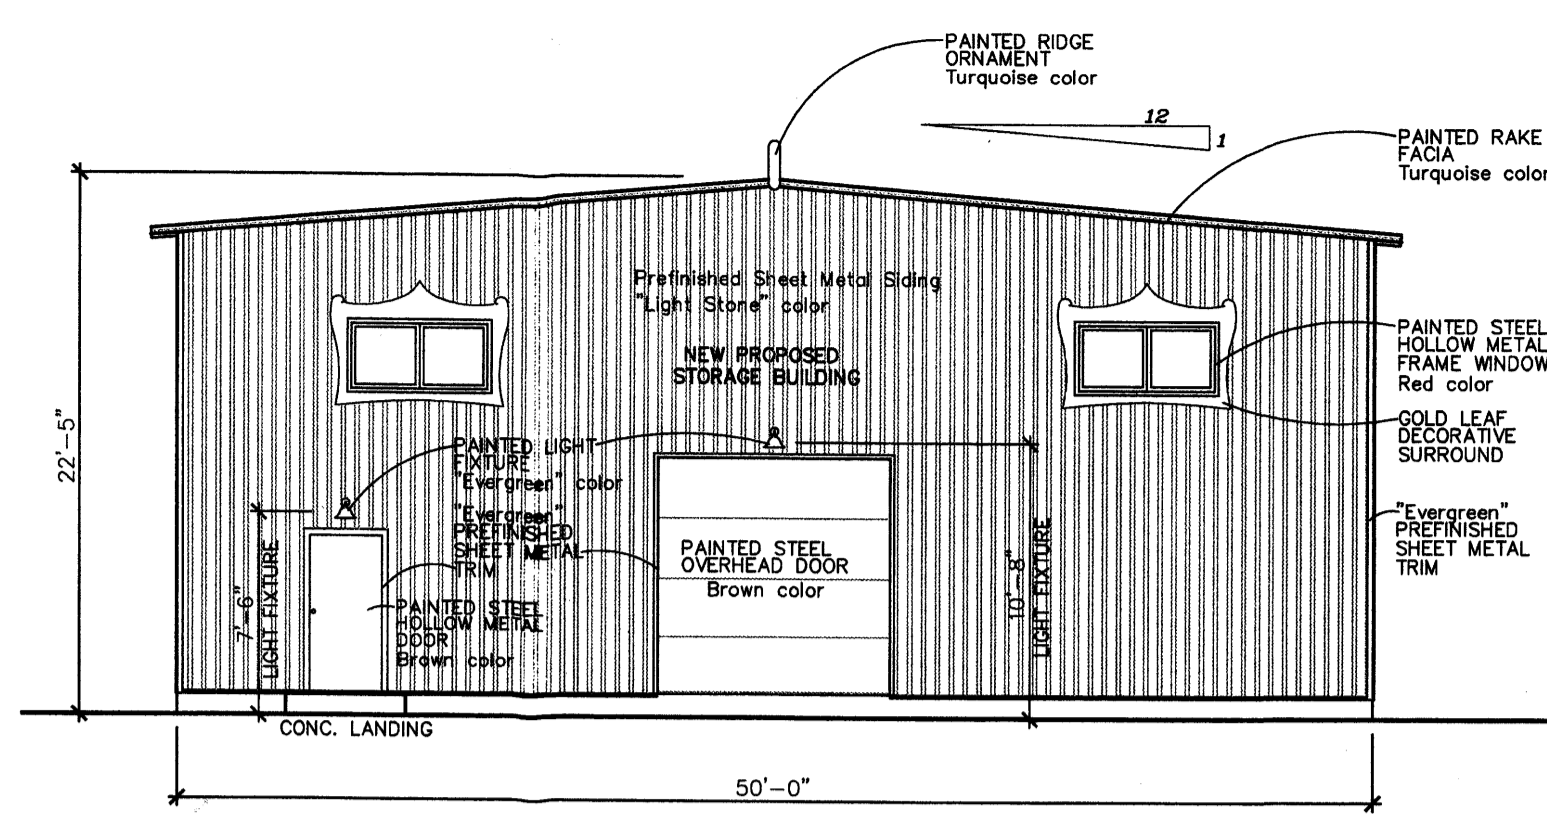 PAINTED RIDGE
ORNAMENT
Turquoise color
12
1
PAINTED RAKE
FACIA
Turquoise color
Prefinished Sheet Metal Siding
"Light Stone" color
NEW PROPOSED
STORAGE BUILDING
PAINTED STEEL
HOLLOW METAL
FRAME WINDOW
Red color
GOLD LEAF
DECORATIVE
SURROUND
22'-5"
PAINTED LIGHT
FIXTURE
"Evergreen" color
"Evergreen"
PREFINISHED
SHEET METAL
TRIM
"Evergreen"
PREFINISHED
SHEET METAL
TRIM
PAINTED STEEL
OVERHEAD DOOR
Brown color
7'-6"
LIGHT FIXTURE
10'-8"
LIGHT FIXTURE
PAINTED STEEL
HOLLOW METAL
DOOR
Brown color
CONC. LANDING
50'-0"